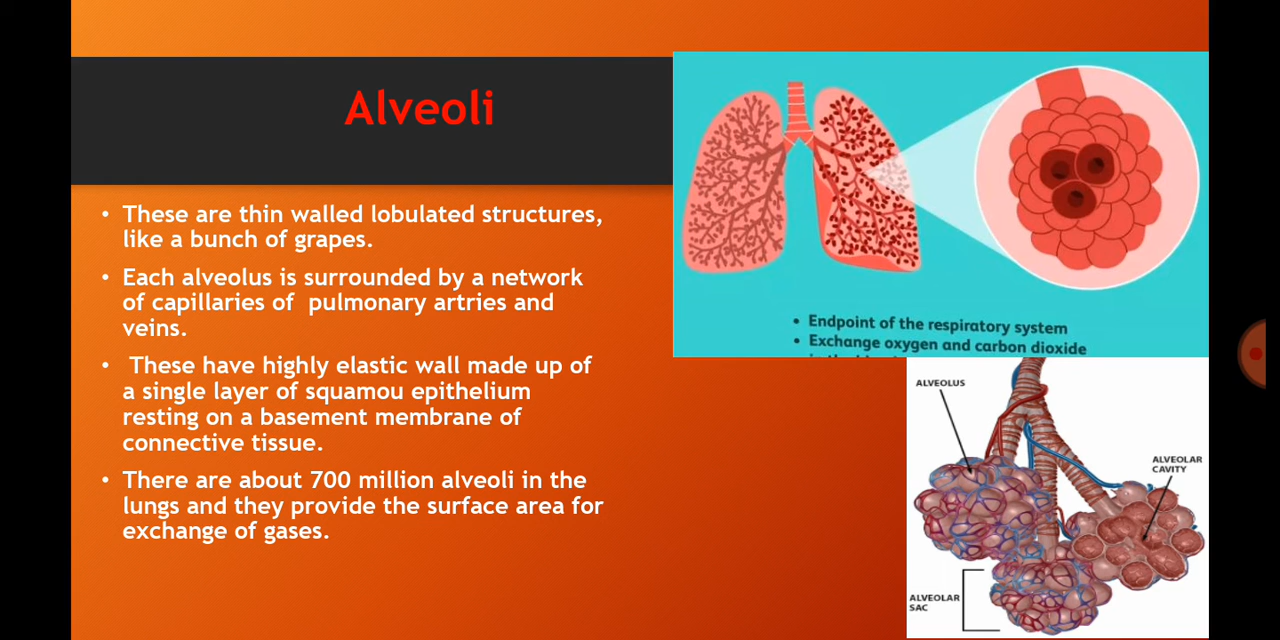 Alveoli
• These are thin walled lobulated structures,
like a bunch of grapes.
• Each alveolus is surrounded by a network
of capillaries of  pulmonary artries and
veins.
•  These have highly elastic wall made up of
a single layer of squamou epithelium
resting on a basement membrane of
connective tissue.
• There are about 700 million alveoli in the
lungs and they provide the surface area for
exchange of gases.
• Endpoint of the respiratory system
• Exchange oxygen and carbon dioxide
ALVEOLUS
ALVEOLAR
CAVITY
ALVEOLAR
SAC